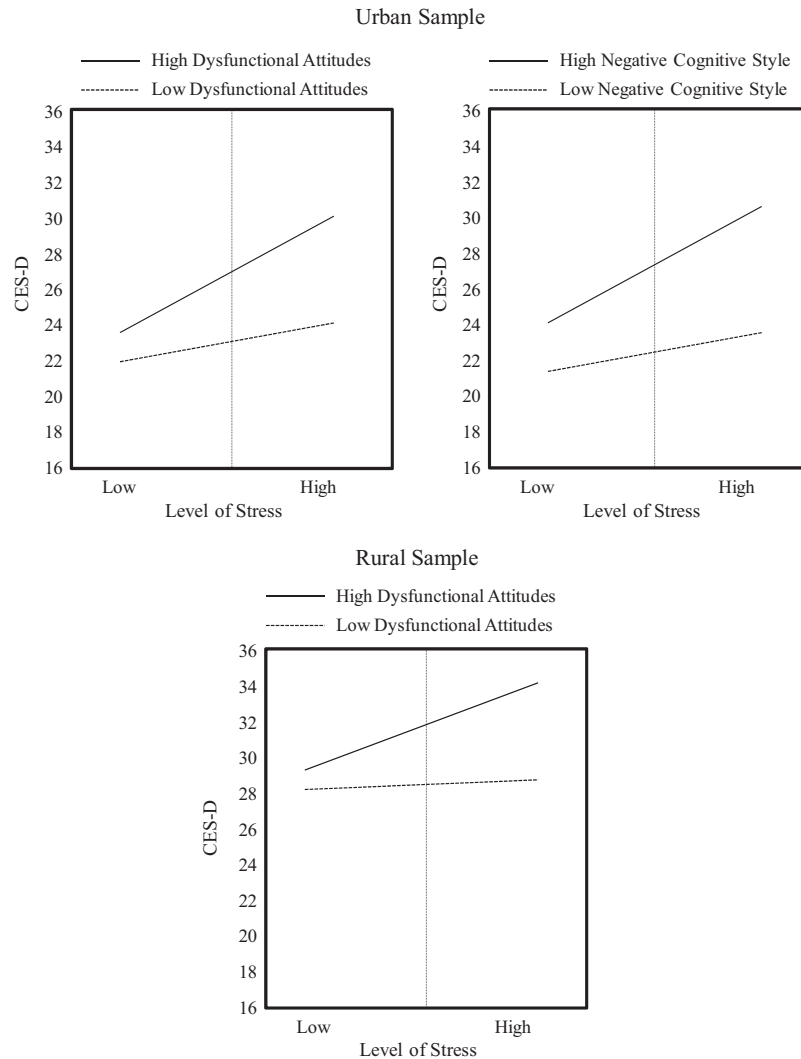 Urban Sample
High Dysfunctional Attitudes
Low Dysfunctional Attitudes
36
34
32
30
28
26
24
22
20
18
16
CES-D
Low High
Level of Stress
High Negative Cognitive Style
Low Negative Cognitive Style
36
34
32
30
28
26
24
22
20
18
16
CES-D
Low High
Level of Stress
Rural Sample
High Dysfunctional Attitudes
Low Dysfunctional Attitudes
36
34
32
30
28
26
24
22
20
18
16
CES-D
Low High
Level of Stress